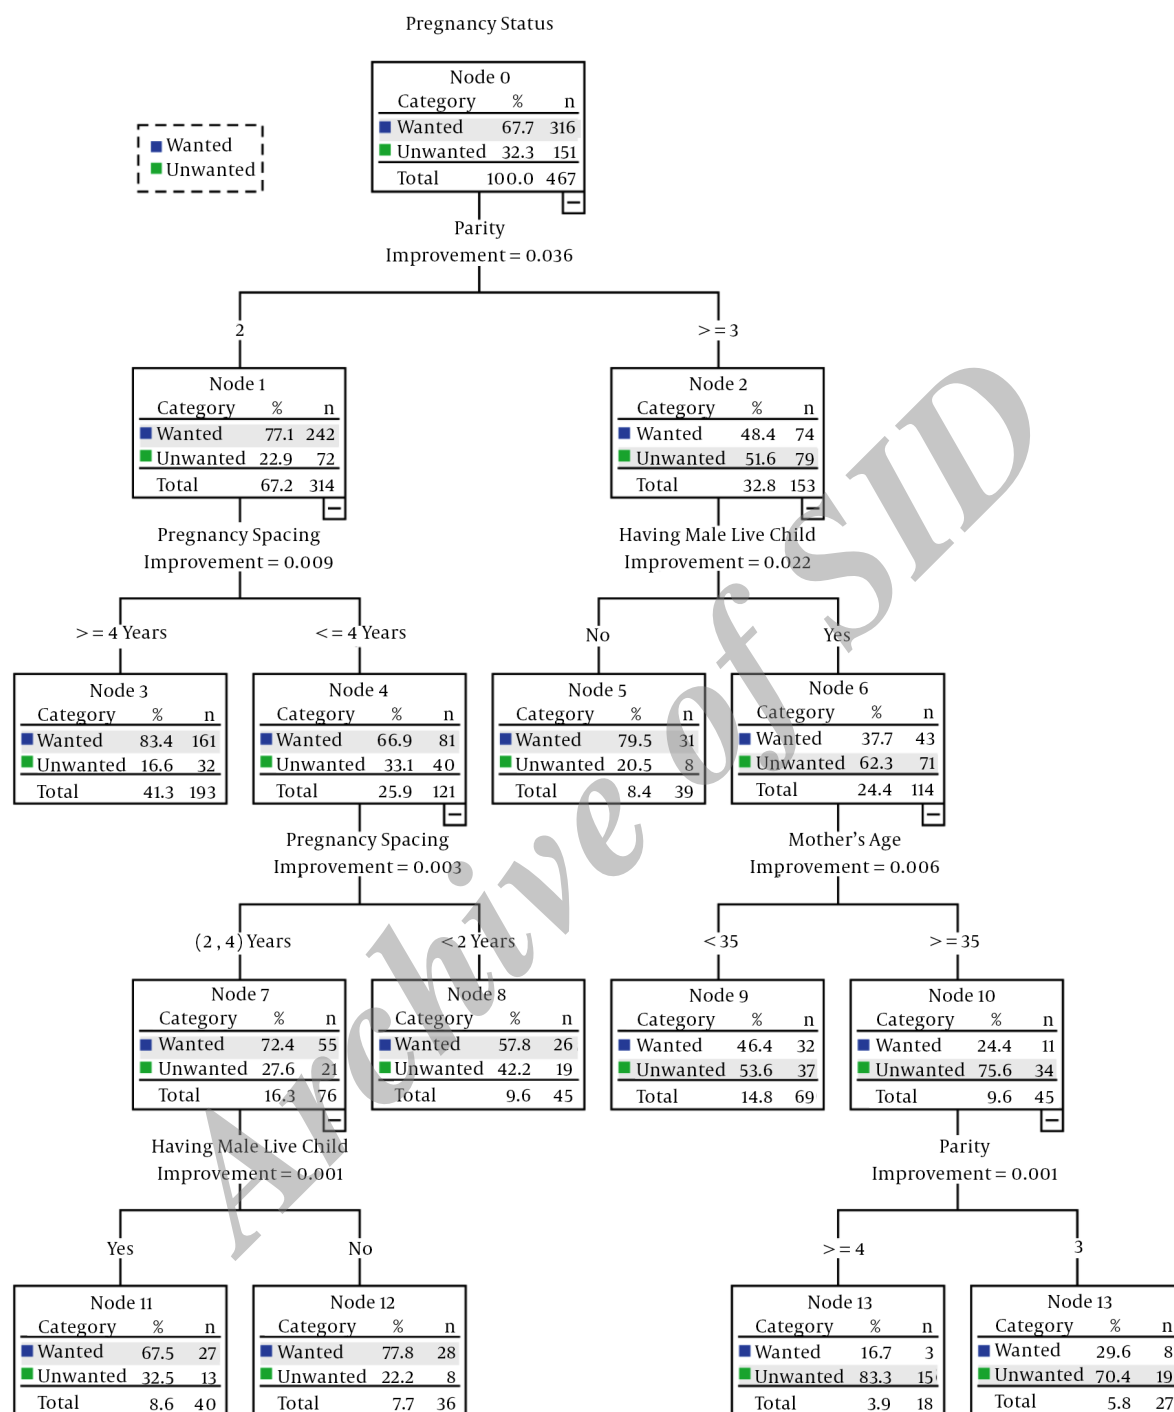 Pregnancy Status
Node 0
Category % n
Wanted 67.7 316
Unwanted 32.3 151
Total 100.0 467
Wanted
Unwanted
Parity
Improvement = 0.036
2
> = 3
Node 1
Category % n
Wanted 77.1 242
Unwanted 22.9 72
Total 67.2 314
Node 2
Category % n
Wanted 48.4 74
Unwanted 51.6 79
Total 32.8 153
Pregnancy Spacing
Improvement = 0.009
Having Male Live Child
Improvement = 0.022
> = 4 Years
< = 4 Years
No
Yes
Node 3
Category % n
Wanted 83.4 161
Unwanted 16.6 32
Total 41.3 193
Node 4
Category % n
Wanted 66.9 81
Unwanted 33.1 40
Total 25.9 121
Node 5
Category % n
Wanted 79.5 31
Unwanted 20.5 8
Total 8.4 39
Node 6
Category % n
Wanted 37.7 43
Unwanted 62.3 71
Total 24.4 114
Pregnancy Spacing
Improvement = 0.003
Mother's Age
Improvement = 0.006
(2 , 4) Years
< 2 Years
< 35
> = 35
Node 7
Category % n
Wanted 72.4 55
Unwanted 27.6 21
Total 16.3 76
Node 8
Category % n
Wanted 57.8 26
Unwanted 42.2 19
Total 9.6 45
Node 9
Category % n
Wanted 46.4 32
Unwanted 53.6 37
Total 14.8 69
Node 10
Category % n
Wanted 24.4 11
Unwanted 75.6 34
Total 9.6 45
Having Male Live Child
Improvement = 0.001
Parity
Improvement = 0.001
Yes
No
> = 4
3
Node 11
Category % n
Wanted 67.5 27
Unwanted 32.5 13
Total 8.6 40
Node 12
Category % n
Wanted 77.8 28
Unwanted 22.2 8
Total 7.7 36
Node 13
Category % n
Wanted 16.7 3
Unwanted 83.3 15
Total 3.9 18
Node 13
Category % n
Wanted 29.6 8
Unwanted 70.4 19
Total 5.8 27
Archive of SID